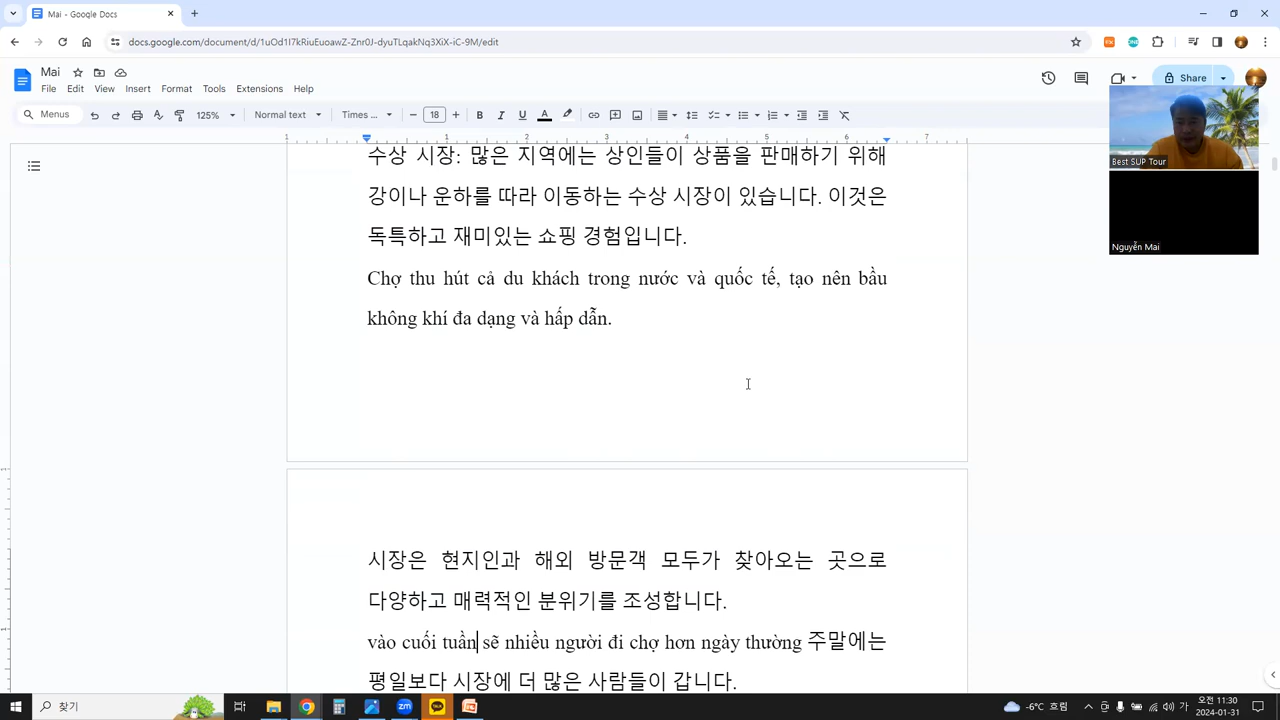 Mai - Google Docs
docs.google.com/document/d/1uOd1I7kRiuEuoawZ-Znr0J-dyuTLqakNq3XiX-iC-9M/edit
Mai
File Edit View Insert Format Tools Extensions Help
Share
Menus 125% Normal text Times ... 18 B I U A
1 1 2 3 4 5 6 7
수상 시장: 많은 지역에는 상인들이 상품을 판매하기 위해
강이나 운하를 따라 이동하는 수상 시장이 있습니다. 이것은
독특하고 재미있는 쇼핑 경험입니다.
Chợ thu hút cả du khách trong nước và quốc tế, tạo nên bầu
không khí đa dạng và hấp dẫn.
시장은 현지인과 해외 방문객 모두가 찾아오는 곳으로
다양하고 매력적인 분위기를 조성합니다.
vào cuối tuần sẽ nhiều người đi chợ hơn ngày thường 주말에는
평일보다 시장에 더 많은 사람들이 갑니다.
Best SUP Tour
Nguyễn Mai
찾기
-6℃ 흐림
가
오전 11:30
2024-01-31